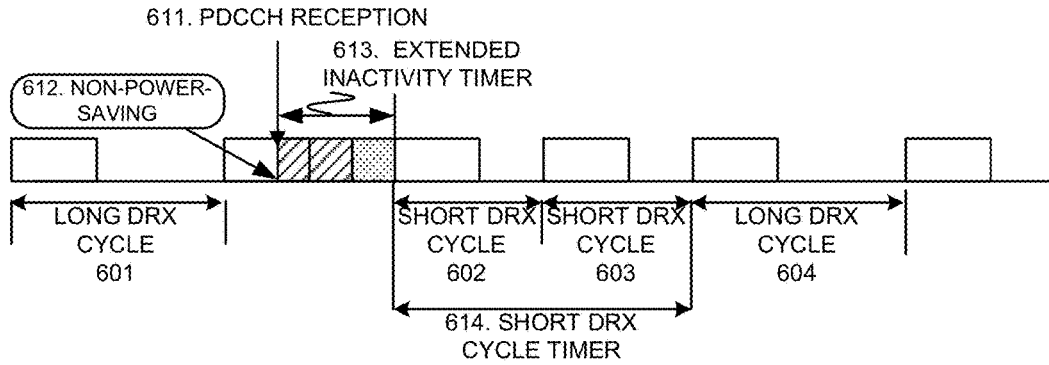 611. PDCCH RECEPTION
613. EXTENDED
INACTIVITY TIMER
612. NON-POWER-
SAVING
LONG DRX
CYCLE
601
SHORT DRX
CYCLE
602
SHORT DRX
CYCLE
603
LONG DRX
CYCLE
604
614. SHORT DRX
CYCLE TIMER